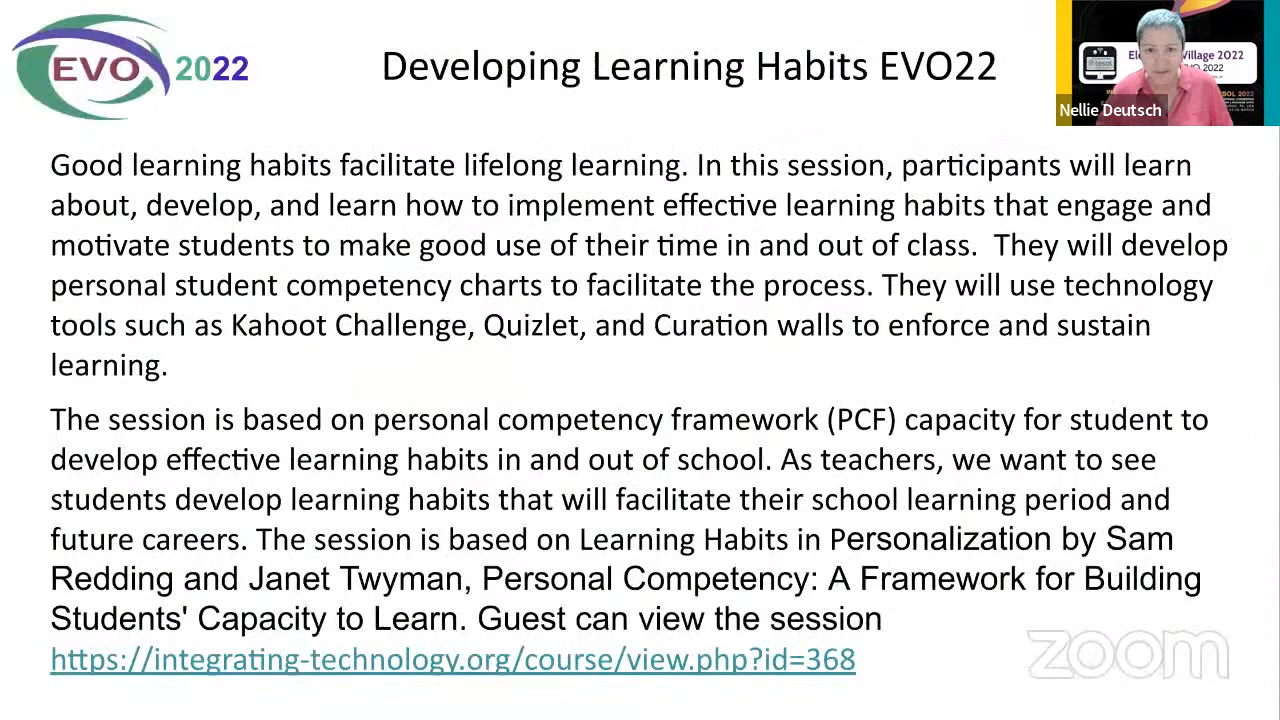 EVO 2022
Developing Learning Habits EVO22
Village 2022
EVO 2022
Nellie Deutsch
Good learning habits facilitate lifelong learning. In this session, participants will learn
about, develop, and learn how to implement effective learning habits that engage and
motivate students to make good use of their time in and out of class.  They will develop
personal student competency charts to facilitate the process. They will use technology
tools such as Kahoot Challenge, Quizlet, and Curation walls to enforce and sustain
learning.
The session is based on personal competency framework (PCF) capacity for student to
develop effective learning habits in and out of school. As teachers, we want to see
students develop learning habits that will facilitate their school learning period and
future careers. The session is based on Learning Habits in Personalization by Sam
Redding and Janet Twyman, Personal Competency: A Framework for Building
Students' Capacity to Learn. Guest can view the session
https://integrating-technology.org/course/view.php?id=368
zoom